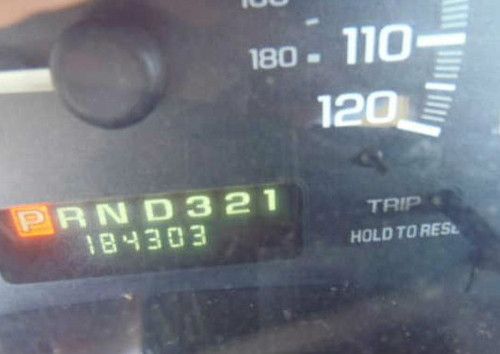 180
110
120
PRND321
184303
TRIP
HOLD TO RESE